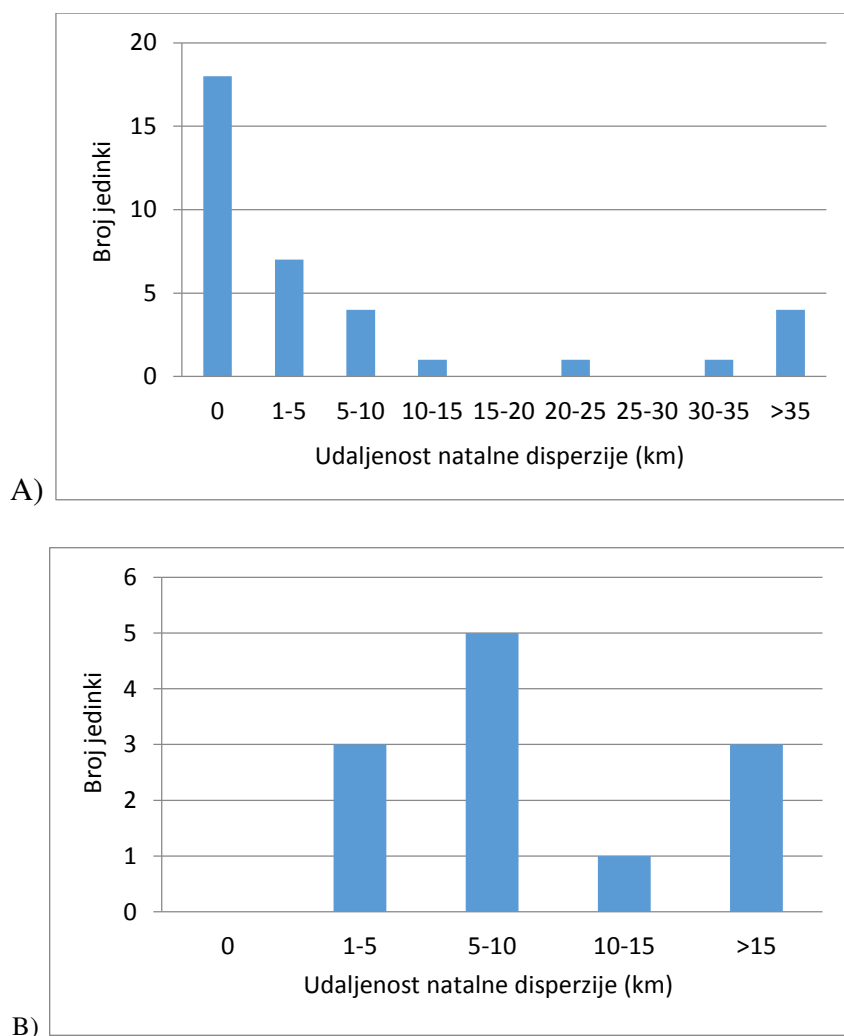 20
15
10
5
0
Broj jedinki
0 1-5 5-10 10-15 15-20 20-25 25-30 30-35 >35
Udaljenost natalne disperzije (km)
A)
6
5
4
3
2
1
0
Broj jedinki
0 1-5 5-10 10-15 >15
Udaljenost natalne disperzije (km)
B)